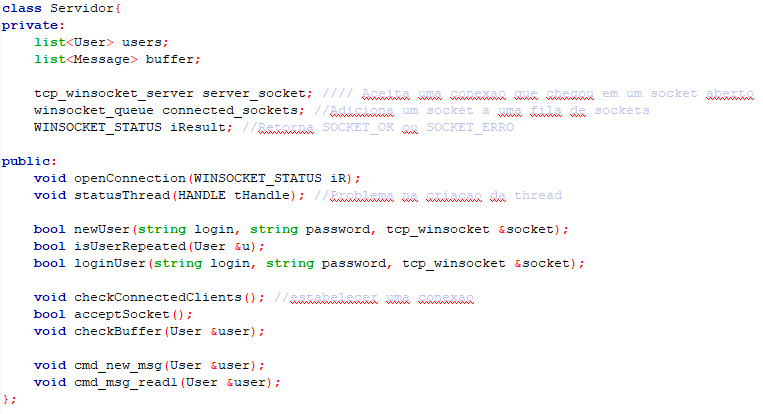 class Servidor{
private:
    list<User> users;
    list<Message> buffer;

    tcp_winsocket_server server_socket; //// Aceita uma conexao que chegou em um socket aberto
    winsocket_queue connected_sockets; //Adiciona um socket a uma fila de sockets
    WINSOCKET_STATUS iResult; //Retorna SOCKET_OK ou SOCKET_ERRO

public:
    void openConnection(WINSOCKET_STATUS iR);
    void statusThread(HANDLE tHandle); //Problema na criacao da thread

    bool newUser(string login, string password, tcp_winsocket &socket);
    bool isUserRepeated(User &u);
    bool loginUser(string login, string password, tcp_winsocket &socket);

    void checkConnectedClients(); //estabelecer uma conexao
    bool acceptSocket();
    void checkBuffer(User &user);

    void cmd_new_msg(User &user);
    void cmd_msg_read1(User &user);
};